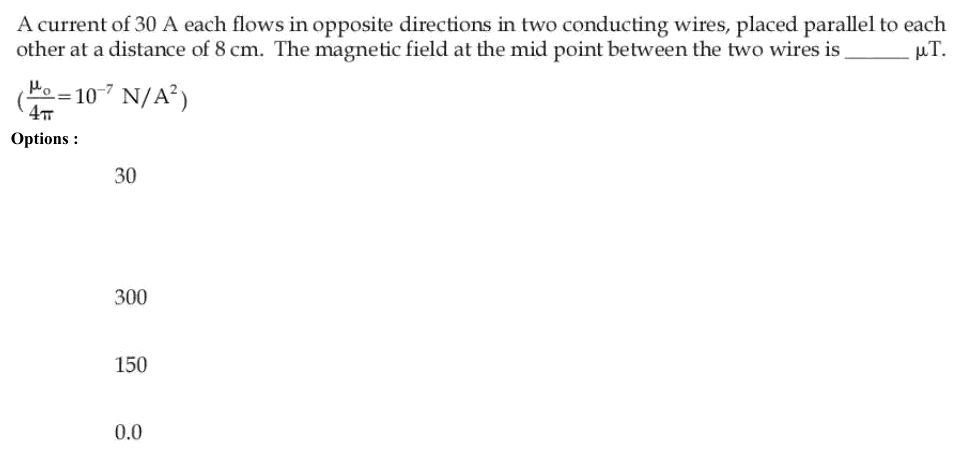 A current of 30 A each flows in opposite directions in two conducting wires, placed parallel to each
other at a distance of 8 cm. The magnetic field at the mid point between the two wires is ______ μT.
(μ₀/4π = 10⁻⁷ N/A²)
Options :
30
300
150
0.0